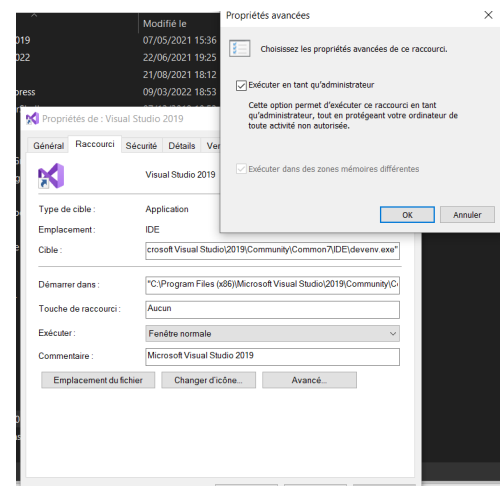 Modifié le
019
07/05/2021 15:36
022
22/06/2021 19:25
21/08/2021 18:12
press
09/03/2022 18:53
Propriétés avancées
Choisissez les propriétés avancées de ce raccourci.
Exécuter en tant qu'administrateur
Cette option permet d'exécuter ce raccourci en tant
qu'administrateur, tout en protégeant votre ordinateur de
toute activité non autorisée.
Exécuter dans des zones mémoires différentes
OK
Annuler
Propriétés de : Visual Studio 2019
Général
Raccourci
Sécurité
Détails
Visual Studio 2019
Type de cible :
Application
Emplacement :
IDE
Cible :
crosoft Visual Studio\2019\Community\Common7\IDE\devenv.exe"
Démarrer dans :
"C:\Program Files (x86)\Microsoft Visual Studio\2019\Community\Co
Touche de raccourci :
Aucun
Exécuter :
Fenêtre normale
Commentaire :
Microsoft Visual Studio 2019
Emplacement du fichier
Changer d'icône...
Avancé...